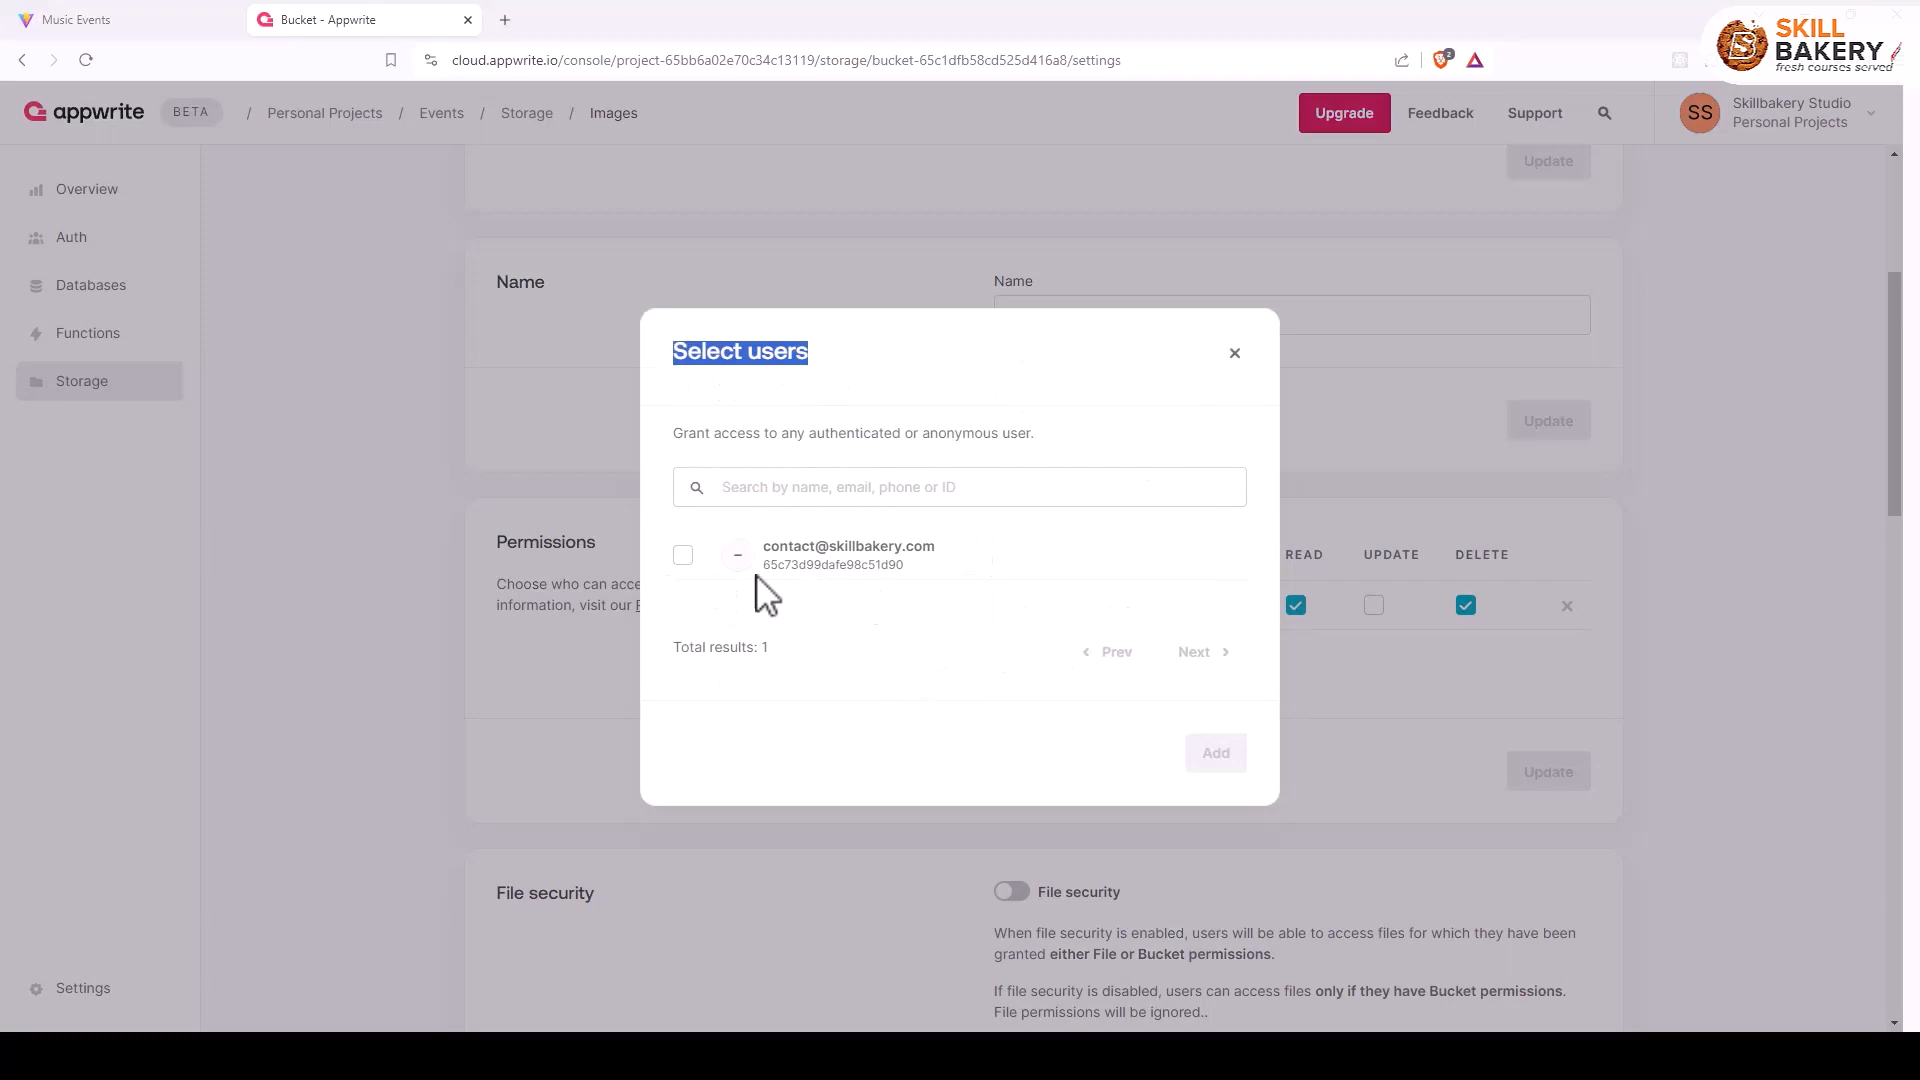 Music Events
Bucket - Appwrite
cloud.appwrite.io/console/project-65bb6a02e70c34c13119/storage/bucket-65c1dfb58cd525d416a8/settings
2
SKILL
BAKERY
fresh courses served
appwrite
BETA
/ Personal Projects / Events / Storage / Images
Upgrade
Feedback
Support
SS
Skillbakery Studio
Personal Projects
Overview
Auth
Databases
Functions
Storage
Settings
Update
Name
Name
Update
Select users
Grant access to any authenticated or anonymous user.
Search by name, email, phone or ID
contact@skillbakery.com
65c73d99dafe98c51d90
Total results: 1
Prev
Next
Add
Permissions
Choose who can acce
information, visit our
READ
UPDATE
DELETE
Update
File security
File security
When file security is enabled, users will be able to access files for which they have been
granted either File or Bucket permissions.
If file security is disabled, users can access files only if they have Bucket permissions.
File permissions will be ignored..